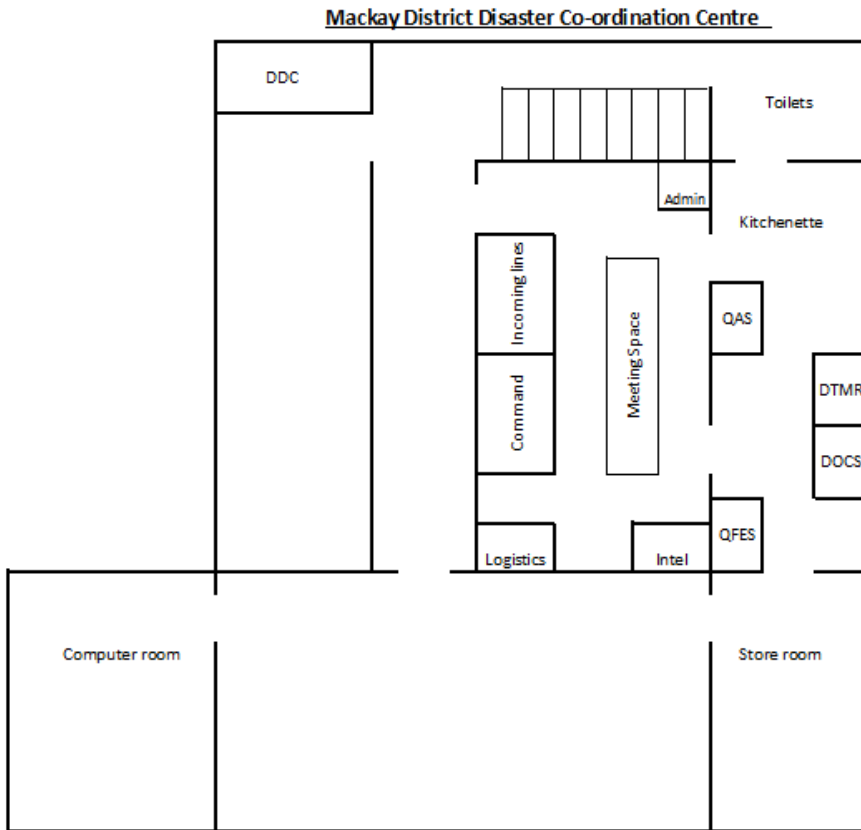 Mackay District Disaster Co-ordination Centre
DDC
Toilets
Admin
Kitchenette
Incoming lines
QAS
Meeting Space
Command
DTMR
DOCS
QFES
Logistics
Intel
Computer room
Store room